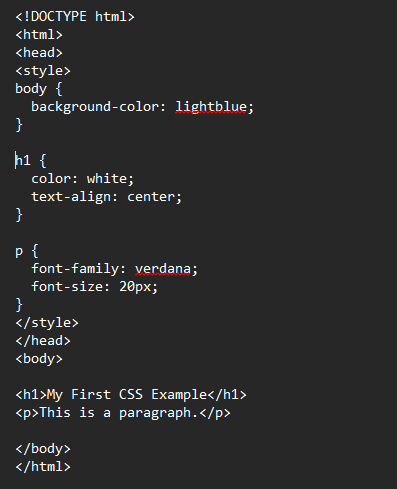 <!DOCTYPE html>
<html>
<head>
<style>
body {
  background-color: lightblue;
}

h1 {
  color: white;
  text-align: center;
}

p {
  font-family: verdana;
  font-size: 20px;
}
</style>
</head>
<body>

<h1>My First CSS Example</h1>
<p>This is a paragraph.</p>

</body>
</html>